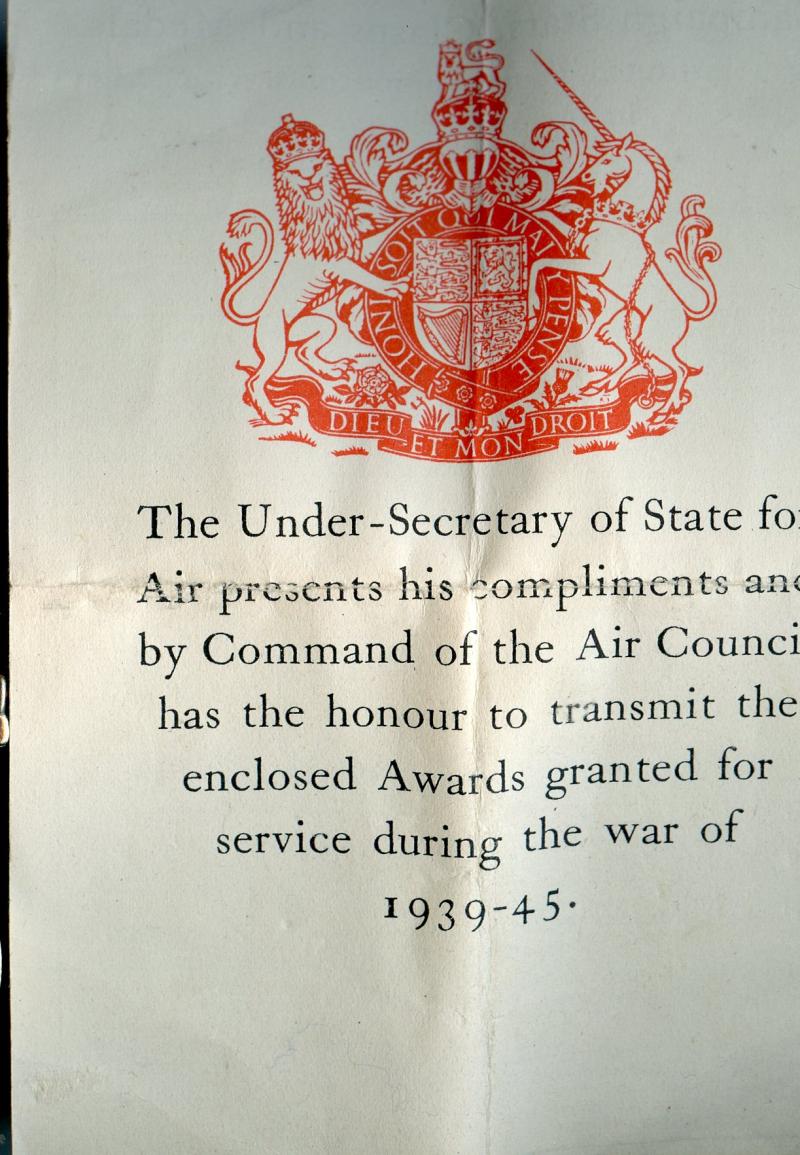 HONI SOIT QUI MAL Y PENSE
DIEU ET MON DROIT
The Under-Secretary of State fo
Air presents his compliments and
by Command of the Air Counci
has the honour to transmit the
enclosed Awards granted for
service during the war of
1939-45.